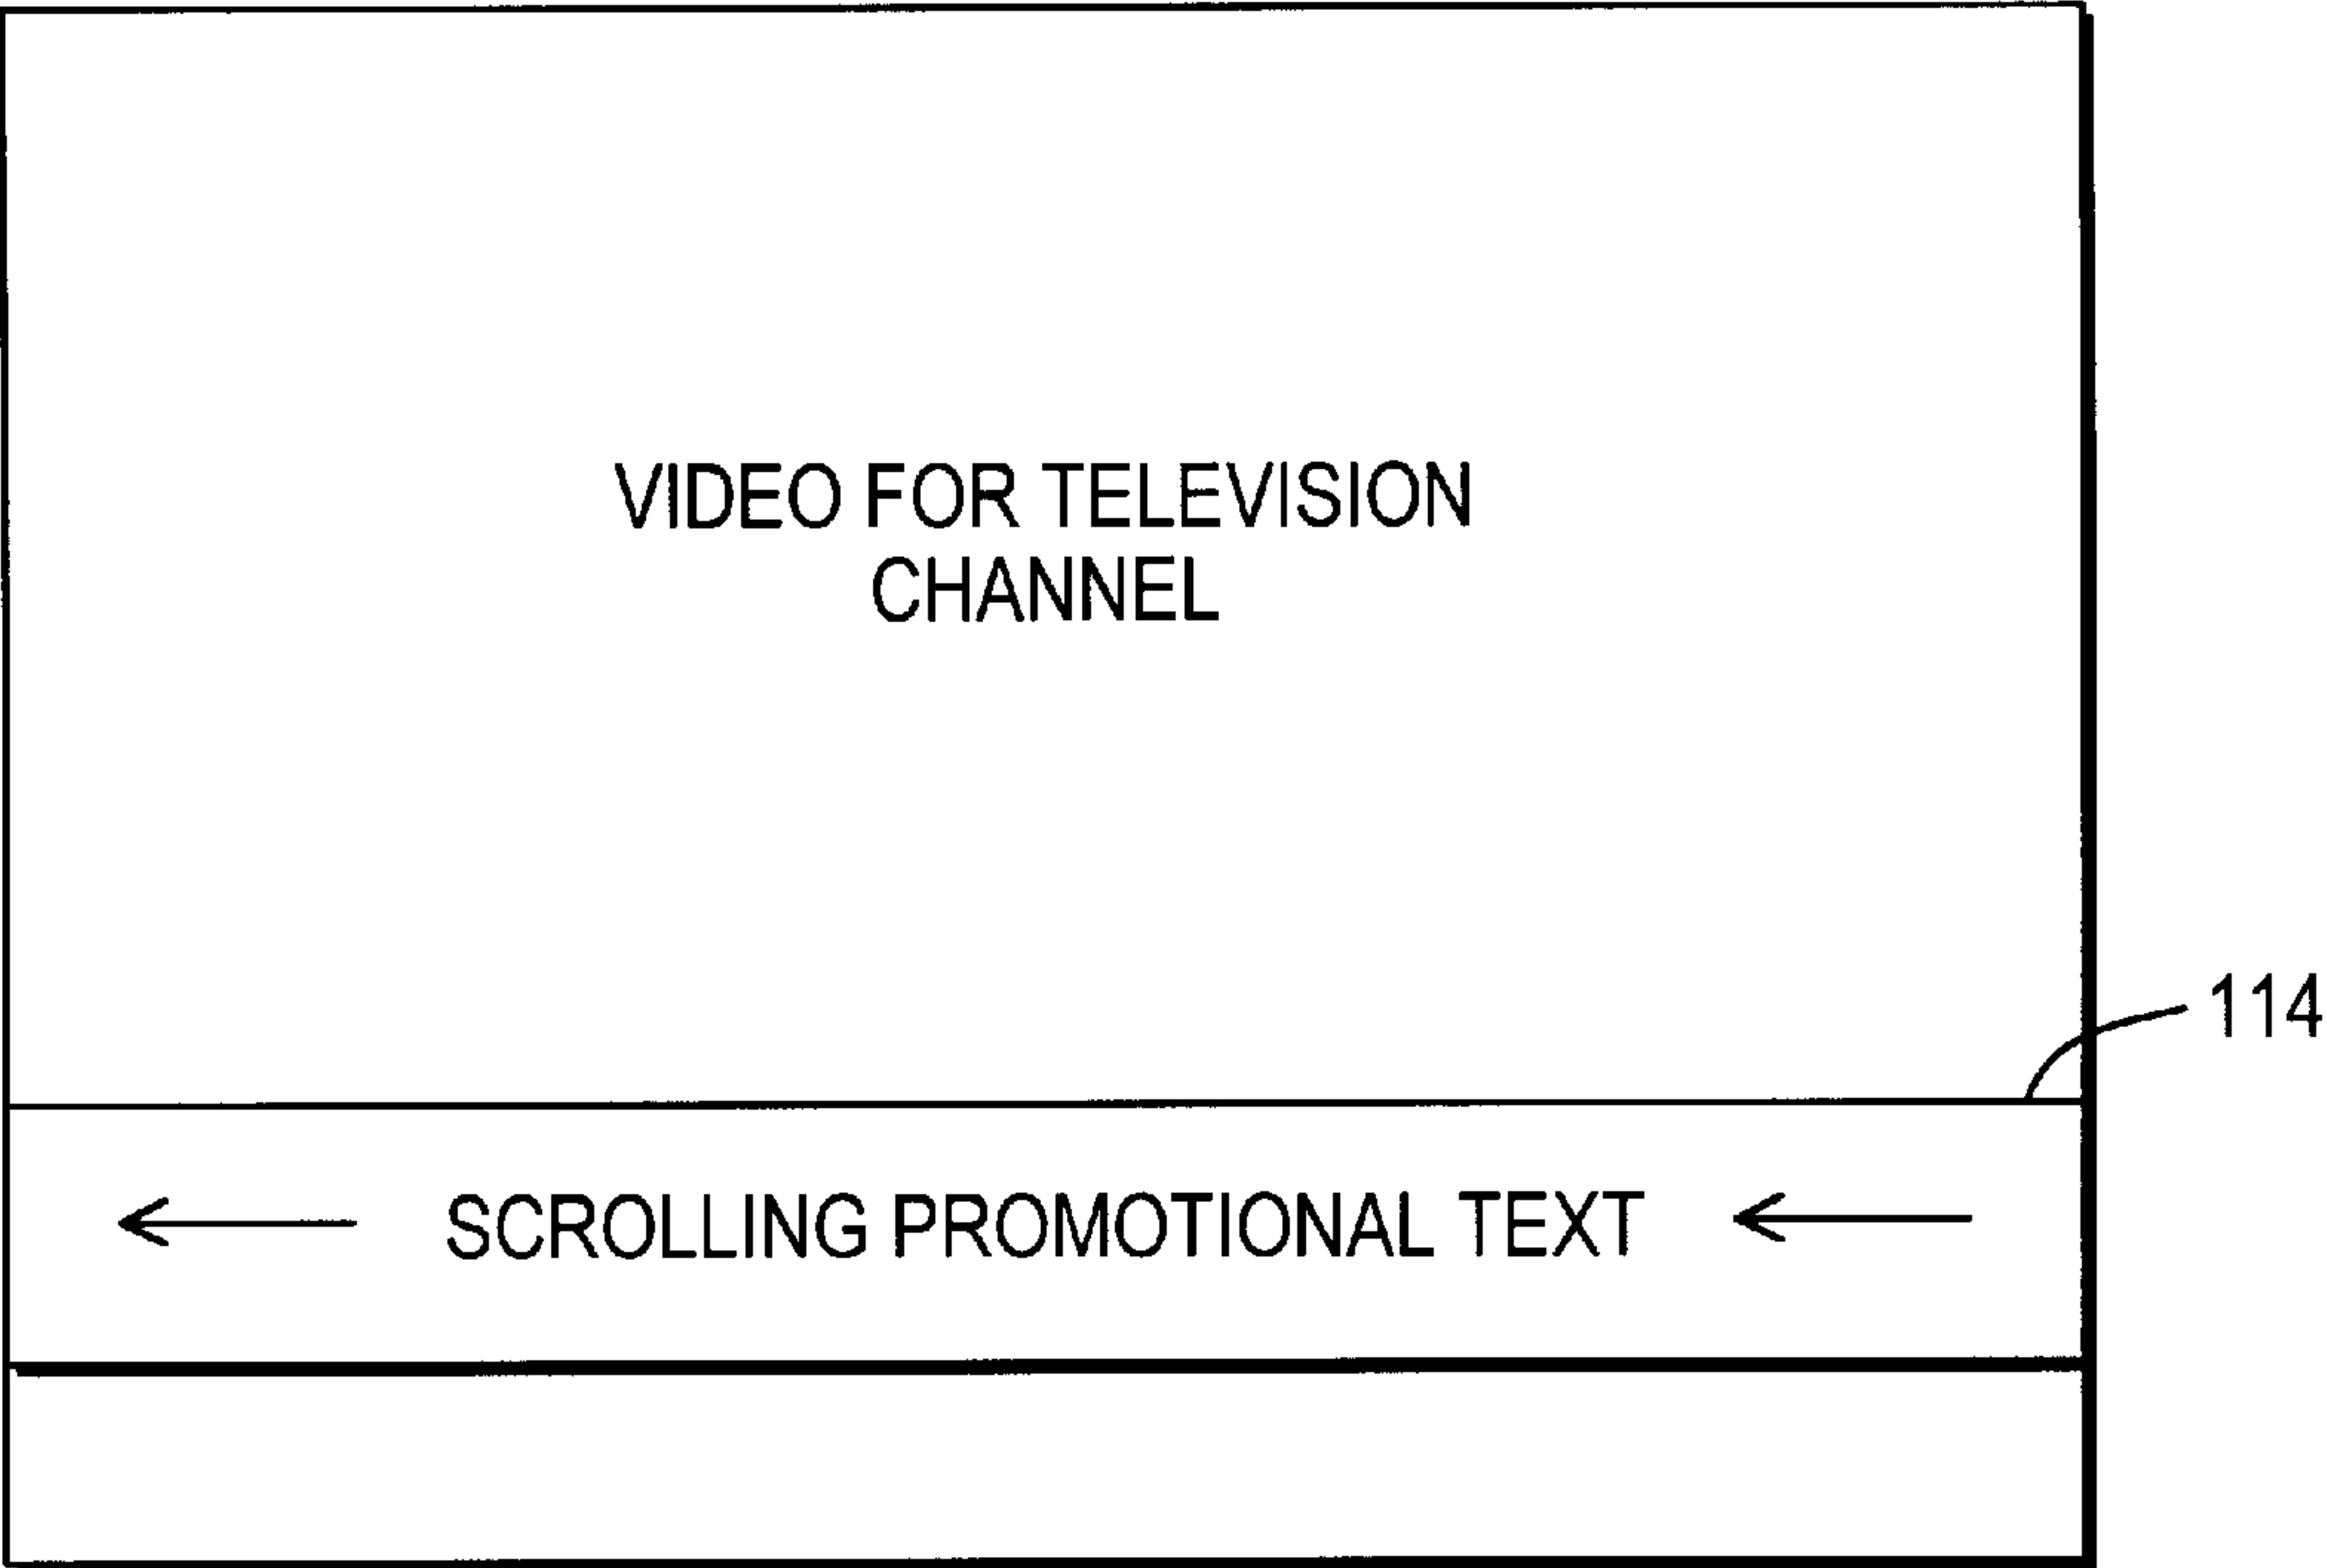 VIDEO FOR TELEVISION
CHANNEL
114
SCROLLING PROMOTIONAL TEXT